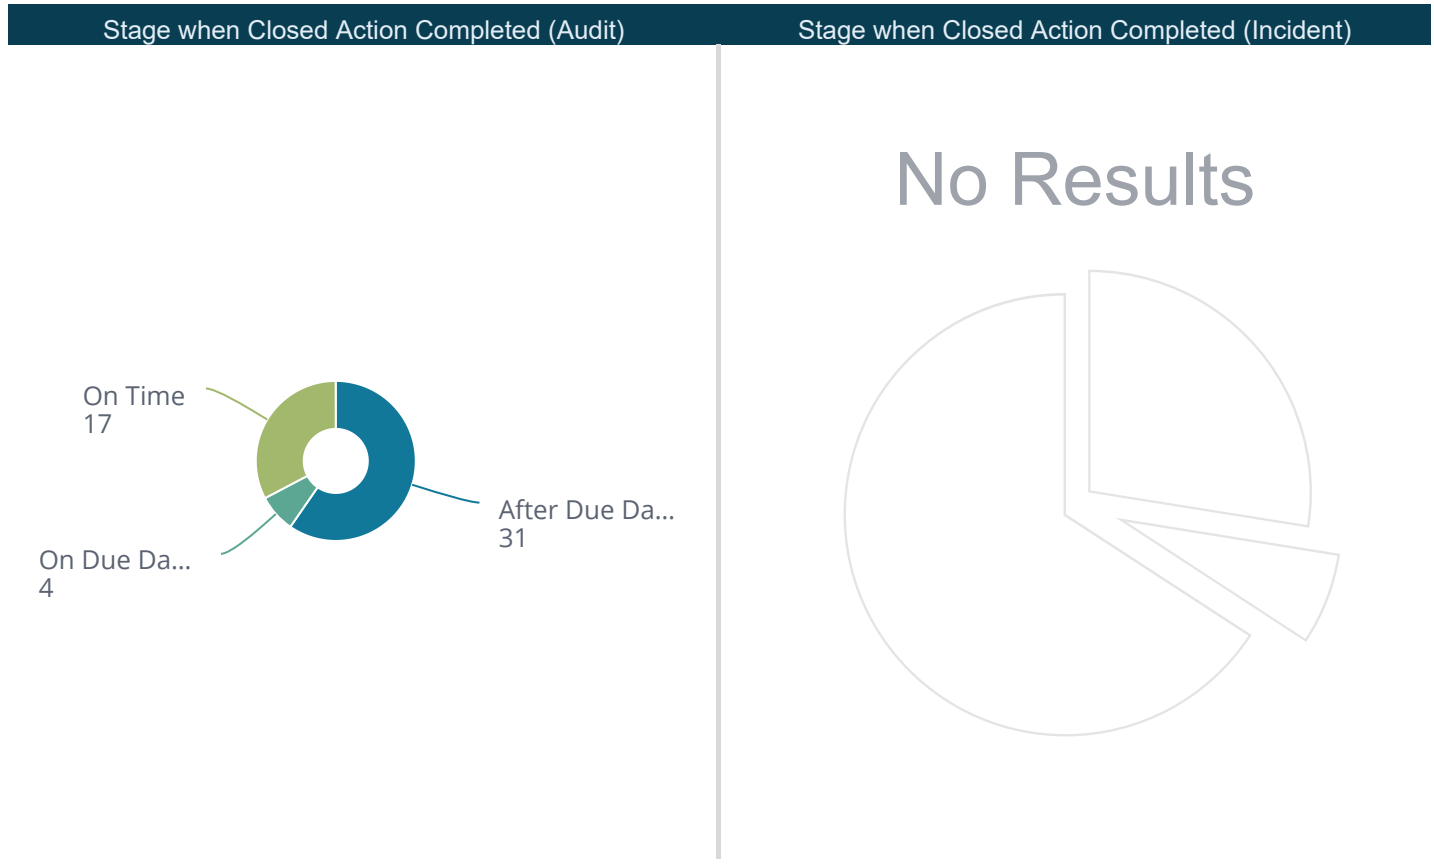 Stage when Closed Action Completed (Audit)
Stage when Closed Action Completed (Incident)
On Time
17
On Due Da...
4
After Due Da...
31
No Results